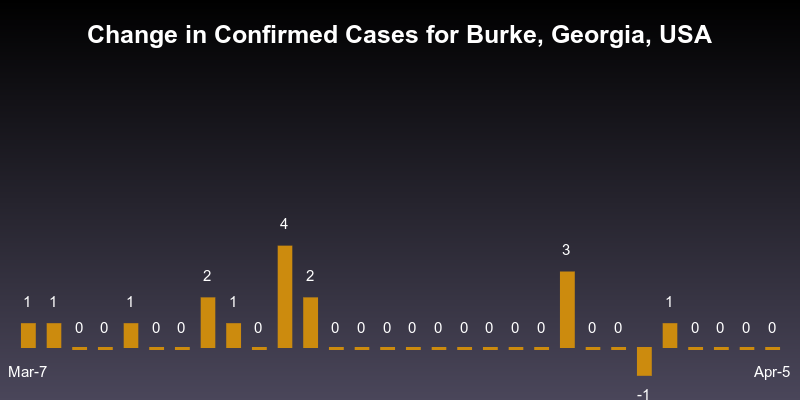 Change in Confirmed Cases for Burke, Georgia, USA
1 1 0 0 1 0 0 2 1 0 4 2 0 0 0 0 0 0 0 0 0 3 0 0 -1 1 0 0 0 0
Mar-7 Apr-5